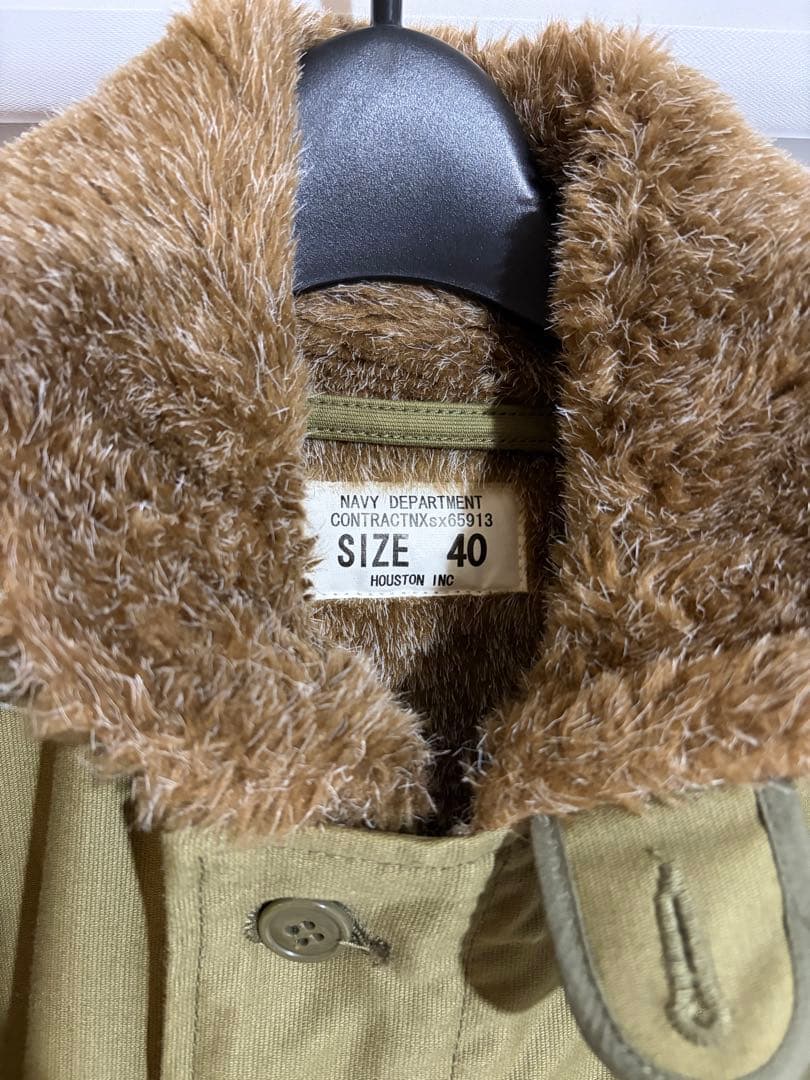 NAVY DEPARTMENT
CONTRACTNXsx65913
SIZE 40
HOUSTON INC